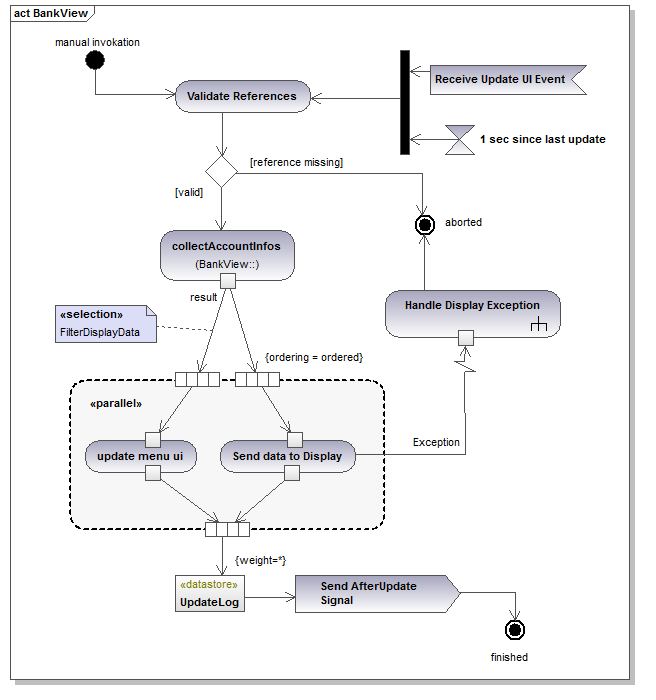 act BankView
manual invokation
Receive Update UI Event
Validate References
1 sec since last update
[reference missing]
[valid]
aborted
collectAccountInfos
(BankView::)
result
«selection»
FilterDisplayData
Handle Display Exception
{ordering = ordered}
«parallel»
Exception
update menu ui
Send data to Display
{weight=*}
«datastore»
UpdateLog
Send AfterUpdate
Signal
finished